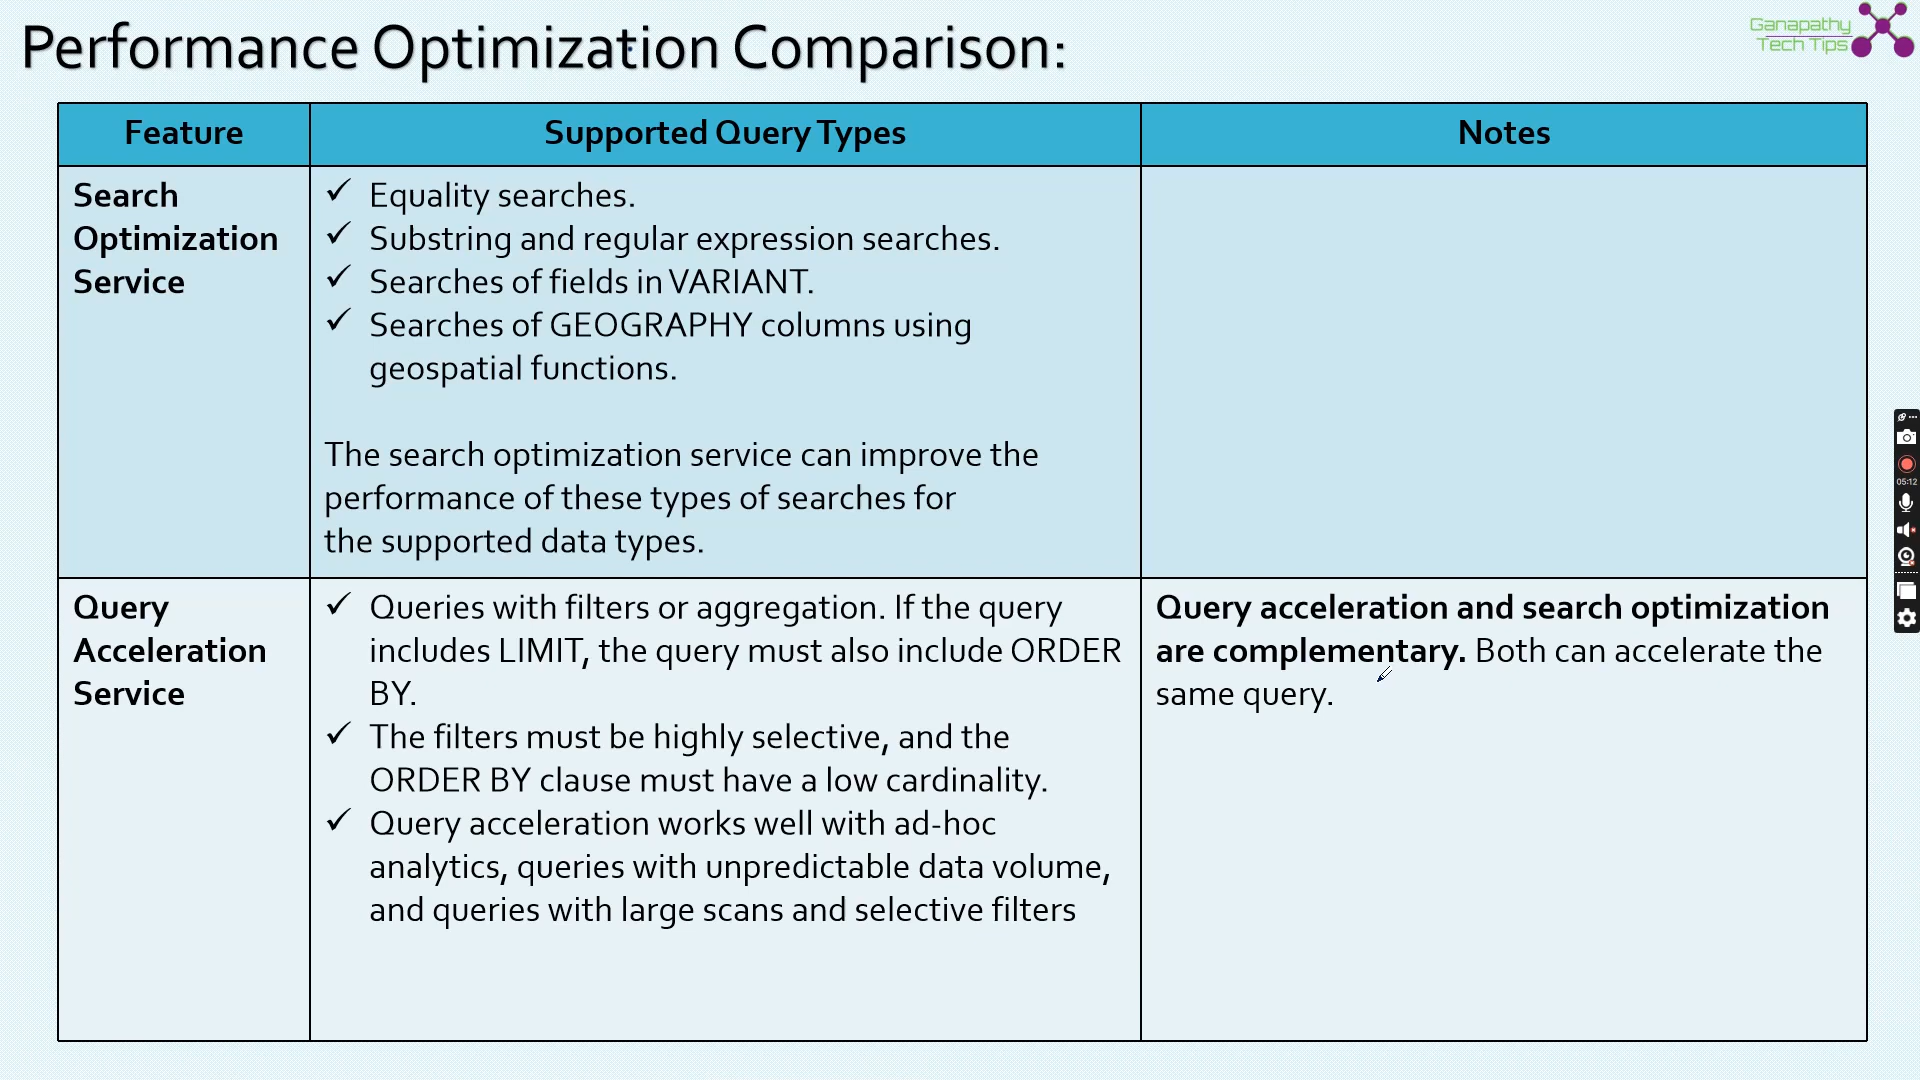 Performance Optimization Comparison:
Ganapathy
Tech Tips
Feature
Supported Query Types
Notes
Search
Optimization
Service
✓ Equality searches.
✓ Substring and regular expression searches.
✓ Searches of fields in VARIANT.
✓ Searches of GEOGRAPHY columns using
geospatial functions.
The search optimization service can improve the
performance of these types of searches for
the supported data types.
Query
Acceleration
Service
✓ Queries with filters or aggregation. If the query
includes LIMIT, the query must also include ORDER
BY.
✓ The filters must be highly selective, and the
ORDER BY clause must have a low cardinality.
✓ Query acceleration works well with ad-hoc
analytics, queries with unpredictable data volume,
and queries with large scans and selective filters
Query acceleration and search optimization
are complementary. Both can accelerate the
same query.
05:12